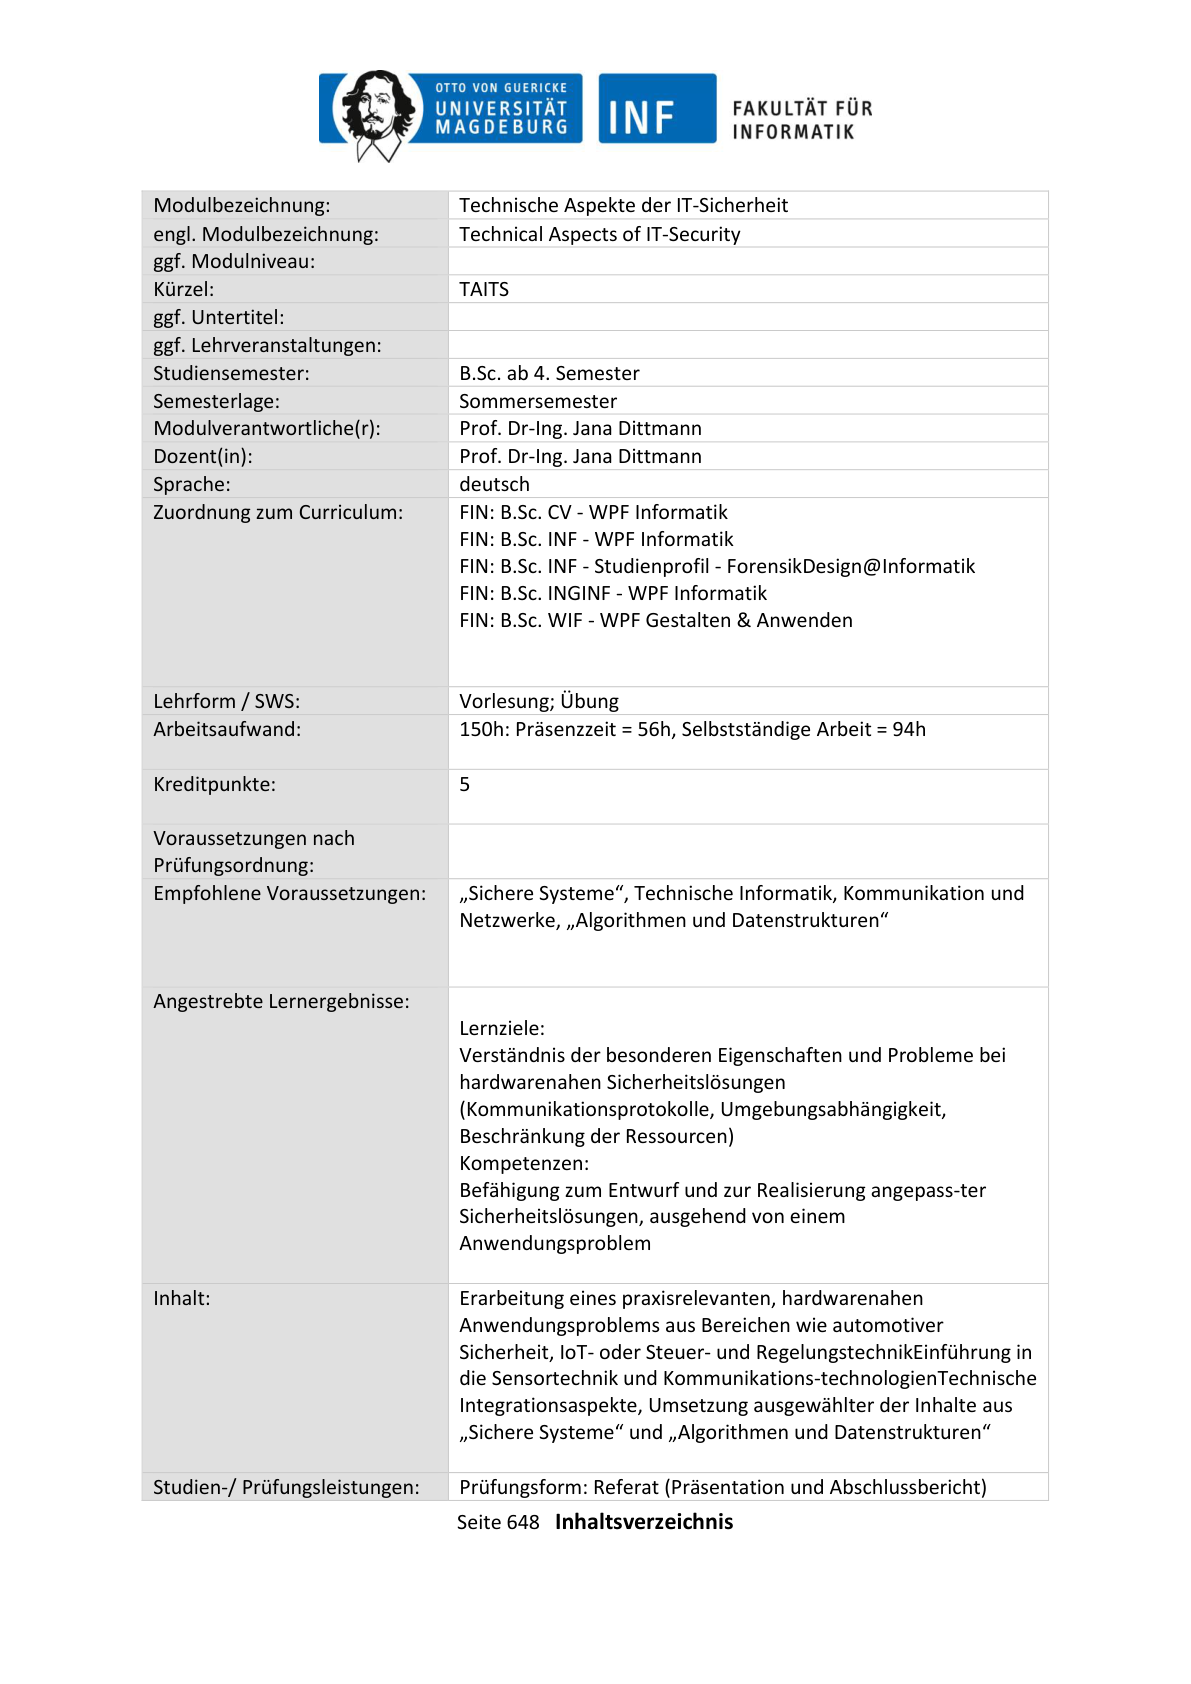 OTTO VON GUERICKE
UNIVERSITÄT
MAGDEBURG
INF
FAKULTÄT FÜR
INFORMATIK
Modulbezeichnung: Technische Aspekte der IT-Sicherheit
engl. Modulbezeichnung: Technical Aspects of IT-Security
ggf. Modulniveau:
Kürzel: TAITS
ggf. Untertitel:
ggf. Lehrveranstaltungen:
Studiensemester: B.Sc. ab 4. Semester
Semesterlage: Sommersemester
Modulverantwortliche(r): Prof. Dr-Ing. Jana Dittmann
Dozent(in): Prof. Dr-Ing. Jana Dittmann
Sprache: deutsch
Zuordnung zum Curriculum: FIN: B.Sc. CV - WPF Informatik
FIN: B.Sc. INF - WPF Informatik
FIN: B.Sc. INF - Studienprofil - ForensikDesign@Informatik
FIN: B.Sc. INGINF - WPF Informatik
FIN: B.Sc. WIF - WPF Gestalten & Anwenden
Lehrform / SWS: Vorlesung; Übung
Arbeitsaufwand: 150h: Präsenzzeit = 56h, Selbstständige Arbeit = 94h
Kreditpunkte: 5
Voraussetzungen nach
Prüfungsordnung:
Empfohlene Voraussetzungen: „Sichere Systeme“, Technische Informatik, Kommunikation und
Netzwerke, „Algorithmen und Datenstrukturen“
Angestrebte Lernergebnisse:
Lernziele:
Verständnis der besonderen Eigenschaften und Probleme bei
hardwarenahen Sicherheitslösungen
(Kommunikationsprotokolle, Umgebungsabhängigkeit,
Beschränkung der Ressourcen)
Kompetenzen:
Befähigung zum Entwurf und zur Realisierung angepass-ter
Sicherheitslösungen, ausgehend von einem
Anwendungsproblem
Inhalt: Erarbeitung eines praxisrelevanten, hardwarenahen
Anwendungsproblems aus Bereichen wie automotiver
Sicherheit, IoT- oder Steuer- und RegelungstechnikEinführung in
die Sensortechnik und Kommunikations-technologienTechnische
Integrationsaspekte, Umsetzung ausgewählter der Inhalte aus
„Sichere Systeme“ und „Algorithmen und Datenstrukturen“
Studien-/ Prüfungsleistungen: Prüfungsform: Referat (Präsentation und Abschlussbericht)
Seite 648 Inhaltsverzeichnis